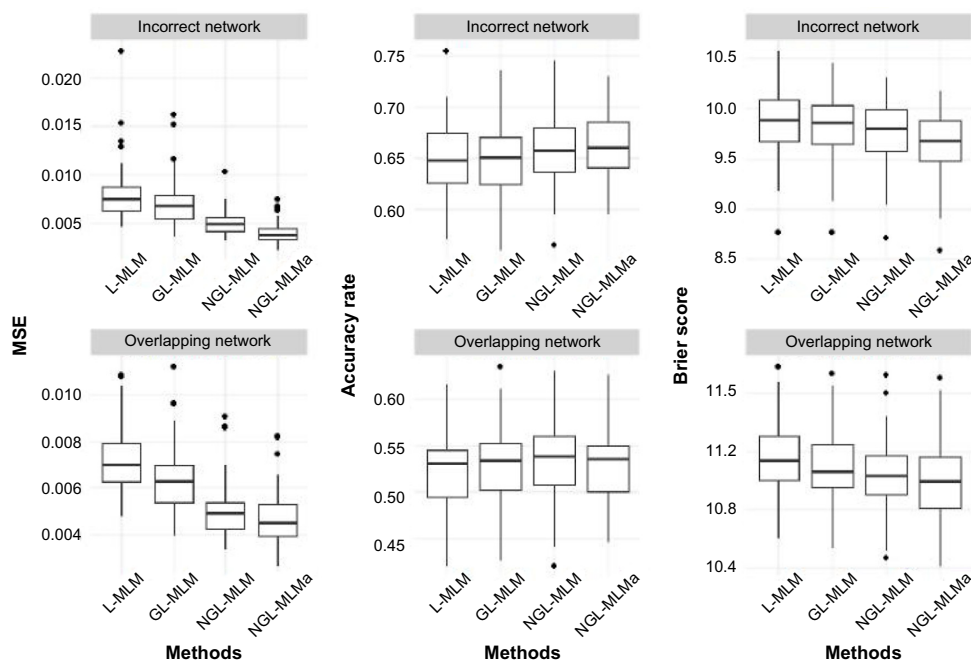 Incorrect network
Incorrect network
Incorrect network
0.020
0.015
0.010
0.005
0.75
0.70
0.65
0.60
10.5
10.0
9.5
9.0
8.5
L-MLM
GL-MLM
NGL-MLM
NGL-MLMa
L-MLM
GL-MLM
NGL-MLM
NGL-MLMa
L-MLM
GL-MLM
NGL-MLM
NGL-MLMa
MSE
Accuracy rate
Brier score
Overlapping network
Overlapping network
Overlapping network
0.010
0.008
0.006
0.004
0.60
0.55
0.50
0.45
11.5
11.2
10.8
10.4
L-MLM
GL-MLM
NGL-MLM
NGL-MLMa
L-MLM
GL-MLM
NGL-MLM
NGL-MLMa
L-MLM
GL-MLM
NGL-MLM
NGL-MLMa
Methods
Methods
Methods